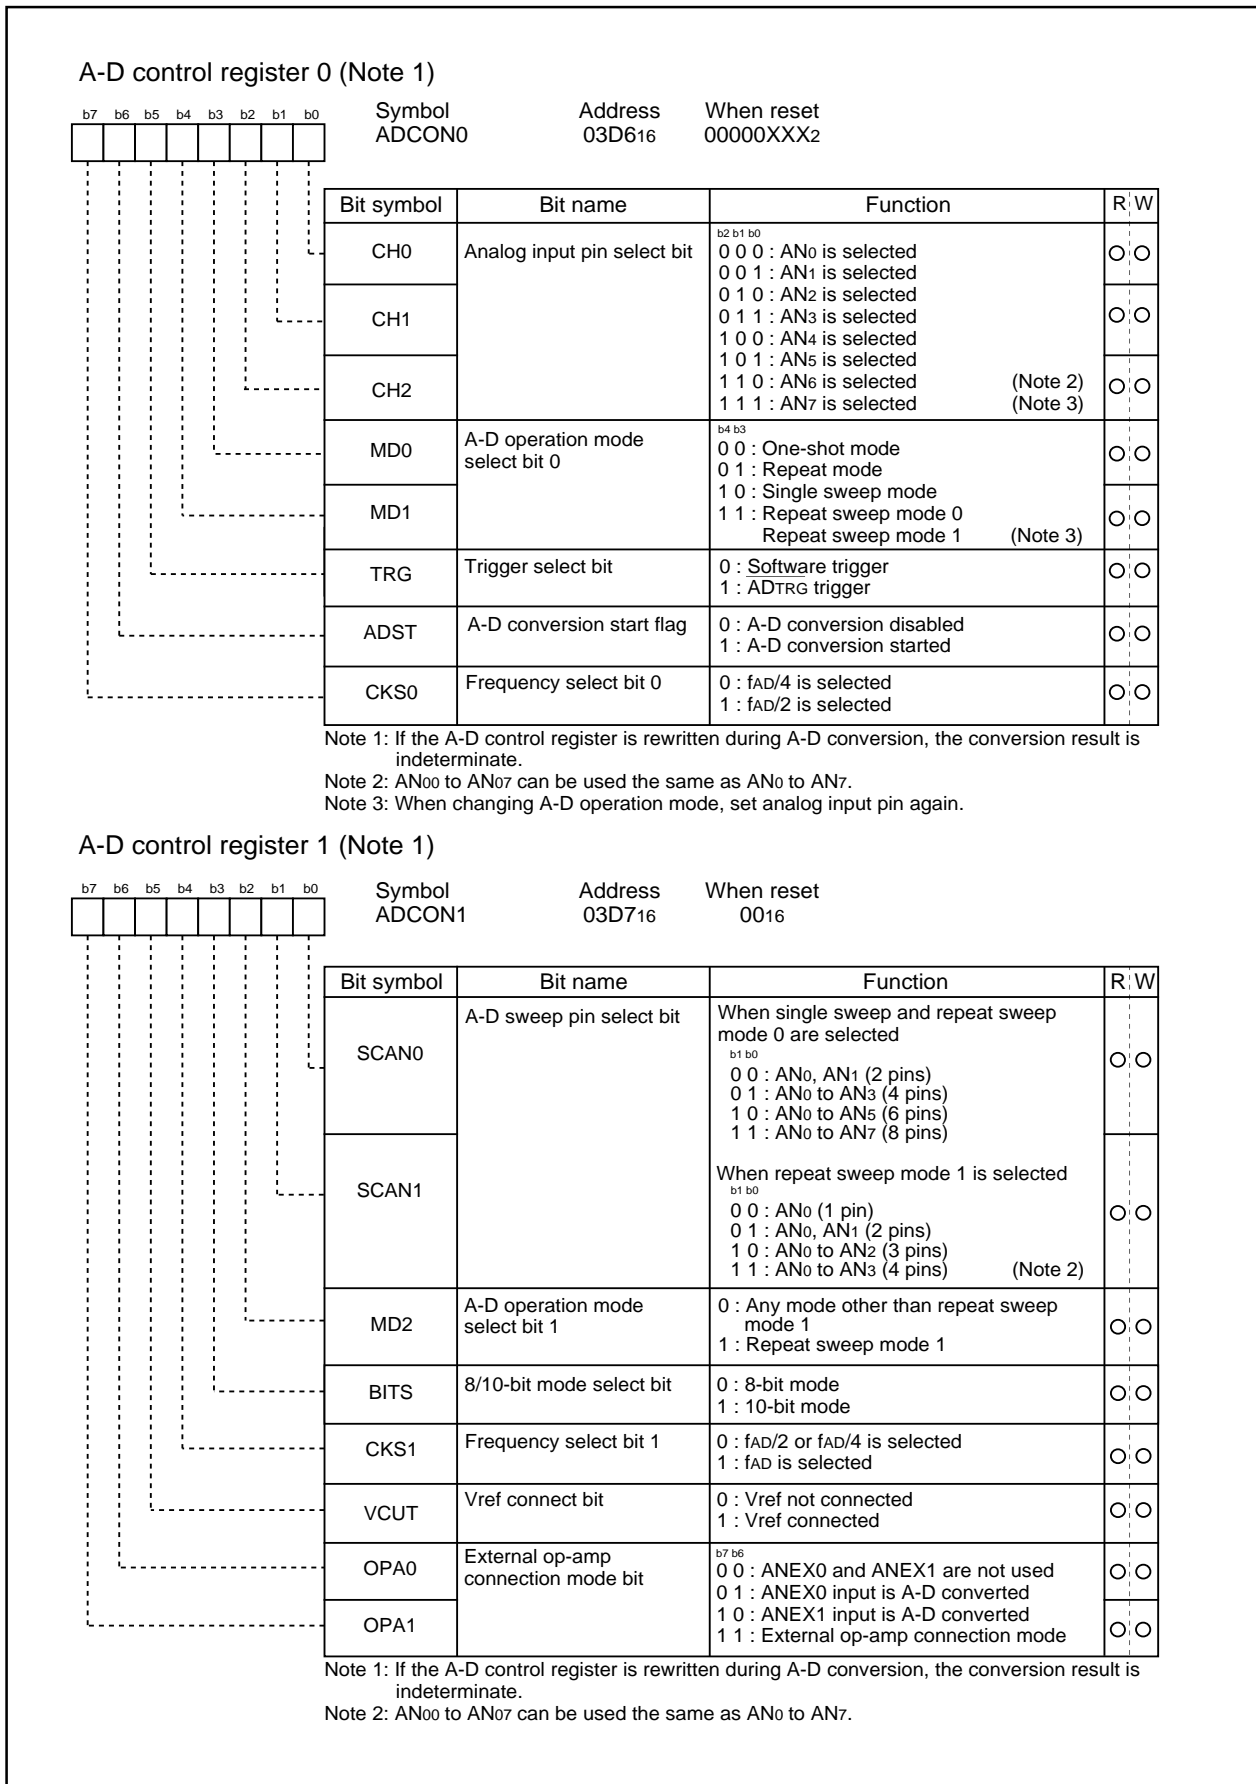 A-D control register 0 (Note 1)
b7 b6 b5 b4 b3 b2 b1 b0
Symbol Address When reset
ADCON0 03D616 00000XXX2
Bit symbol Bit name Function R W
CH0 Analog input pin select bit
b2 b1 b0
0 0 0 : AN0 is selected
0 0 1 : AN1 is selected
0 1 0 : AN2 is selected
CH1
0 1 1 : AN3 is selected
1 0 0 : AN4 is selected
1 0 1 : AN5 is selected
CH2
1 1 0 : AN6 is selected (Note 2)
1 1 1 : AN7 is selected (Note 3)
MD0 A-D operation mode
select bit 0
b4 b3
0 0 : One-shot mode
0 1 : Repeat mode
1 0 : Single sweep mode
MD1
1 1 : Repeat sweep mode 0
Repeat sweep mode 1 (Note 3)
TRG Trigger select bit
0 : Software trigger
1 : ADTRG trigger
ADST A-D conversion start flag
0 : A-D conversion disabled
1 : A-D conversion started
CKS0 Frequency select bit 0
0 : fAD/4 is selected
1 : fAD/2 is selected
Note 1: If the A-D control register is rewritten during A-D conversion, the conversion result is
indeterminate.
Note 2: AN00 to AN07 can be used the same as AN0 to AN7.
Note 3: When changing A-D operation mode, set analog input pin again.
A-D control register 1 (Note 1)
b7 b6 b5 b4 b3 b2 b1 b0
Symbol Address When reset
ADCON1 03D716 0016
Bit symbol Bit name Function R W
SCAN0 A-D sweep pin select bit
When single sweep and repeat sweep
mode 0 are selected
b1 b0
0 0 : AN0, AN1 (2 pins)
0 1 : AN0 to AN3 (4 pins)
1 0 : AN0 to AN5 (6 pins)
1 1 : AN0 to AN7 (8 pins)
SCAN1
When repeat sweep mode 1 is selected
b1 b0
0 0 : AN0 (1 pin)
0 1 : AN0, AN1 (2 pins)
1 0 : AN0 to AN2 (3 pins)
1 1 : AN0 to AN3 (4 pins) (Note 2)
MD2 A-D operation mode
select bit 1
0 : Any mode other than repeat sweep
mode 1
1 : Repeat sweep mode 1
BITS 8/10-bit mode select bit
0 : 8-bit mode
1 : 10-bit mode
CKS1 Frequency select bit 1
0 : fAD/2 or fAD/4 is selected
1 : fAD is selected
VCUT Vref connect bit
0 : Vref not connected
1 : Vref connected
OPA0 External op-amp
connection mode bit
b7 b6
0 0 : ANEX0 and ANEX1 are not used
0 1 : ANEX0 input is A-D converted
OPA1
1 0 : ANEX1 input is A-D converted
1 1 : External op-amp connection mode
Note 1: If the A-D control register is rewritten during A-D conversion, the conversion result is
indeterminate.
Note 2: AN00 to AN07 can be used the same as AN0 to AN7.